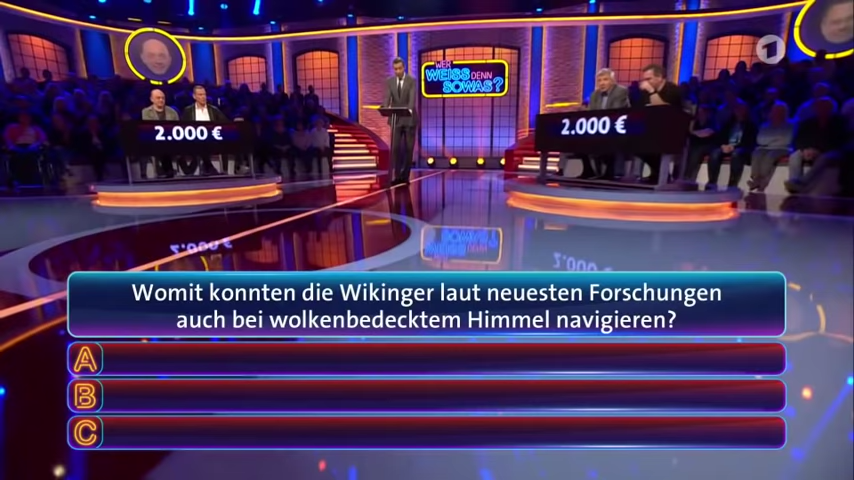 WER
WEISS DENN
SOWAS?
1
2.000 €
2.000 €
Womit konnten die Wikinger laut neuesten Forschungen
auch bei wolkenbedecktem Himmel navigieren?
A
B
C